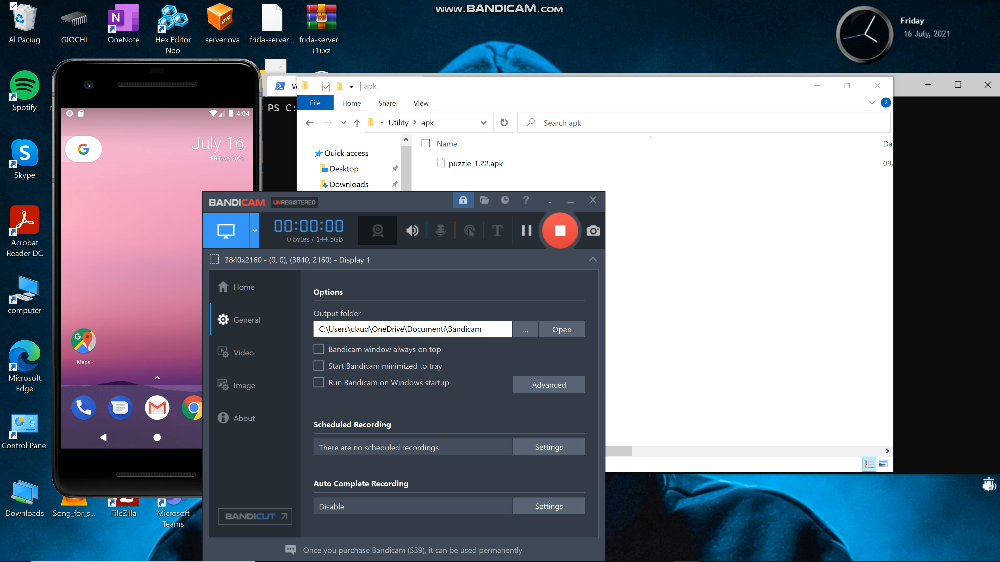 www.BANDICAM.com
Friday
16 July, 2021
Al Paciug
GIOCHI
OneNote
Hex Editor
Neo
server.ova
frida-server...
frida-server...
(1).xz
Spotify
Skype
Acrobat
Reader DC
computer
Microsoft
Edge
Control Panel
Downloads
Song_for_s...
FileZilla
Microsoft
Teams
4:04
July 16
FRIDAY, 2021
Maps
W
PS C:
apk
File
Home
Share
View
« Utility > apk
Search apk
Name
Da
Quick access
Desktop
Downloads
puzzle_1.22.apk
09/
BANDICAM
UNREGISTERED
00:00:00
0 bytes / 144.5GB
3840x2160 - (0, 0), (3840, 2160) - Display 1
Home
General
Video
Image
About
BANDICUT
Options
Output folder
C:\Users\claud\OneDrive\Documenti\Bandicam
...
Open
Bandicam window always on top
Start Bandicam minimized to tray
Run Bandicam on Windows startup
Advanced
Scheduled Recording
There are no scheduled recordings.
Settings
Auto Complete Recording
Disable
Settings
Once you purchase Bandicam ($39), it can be used permanently